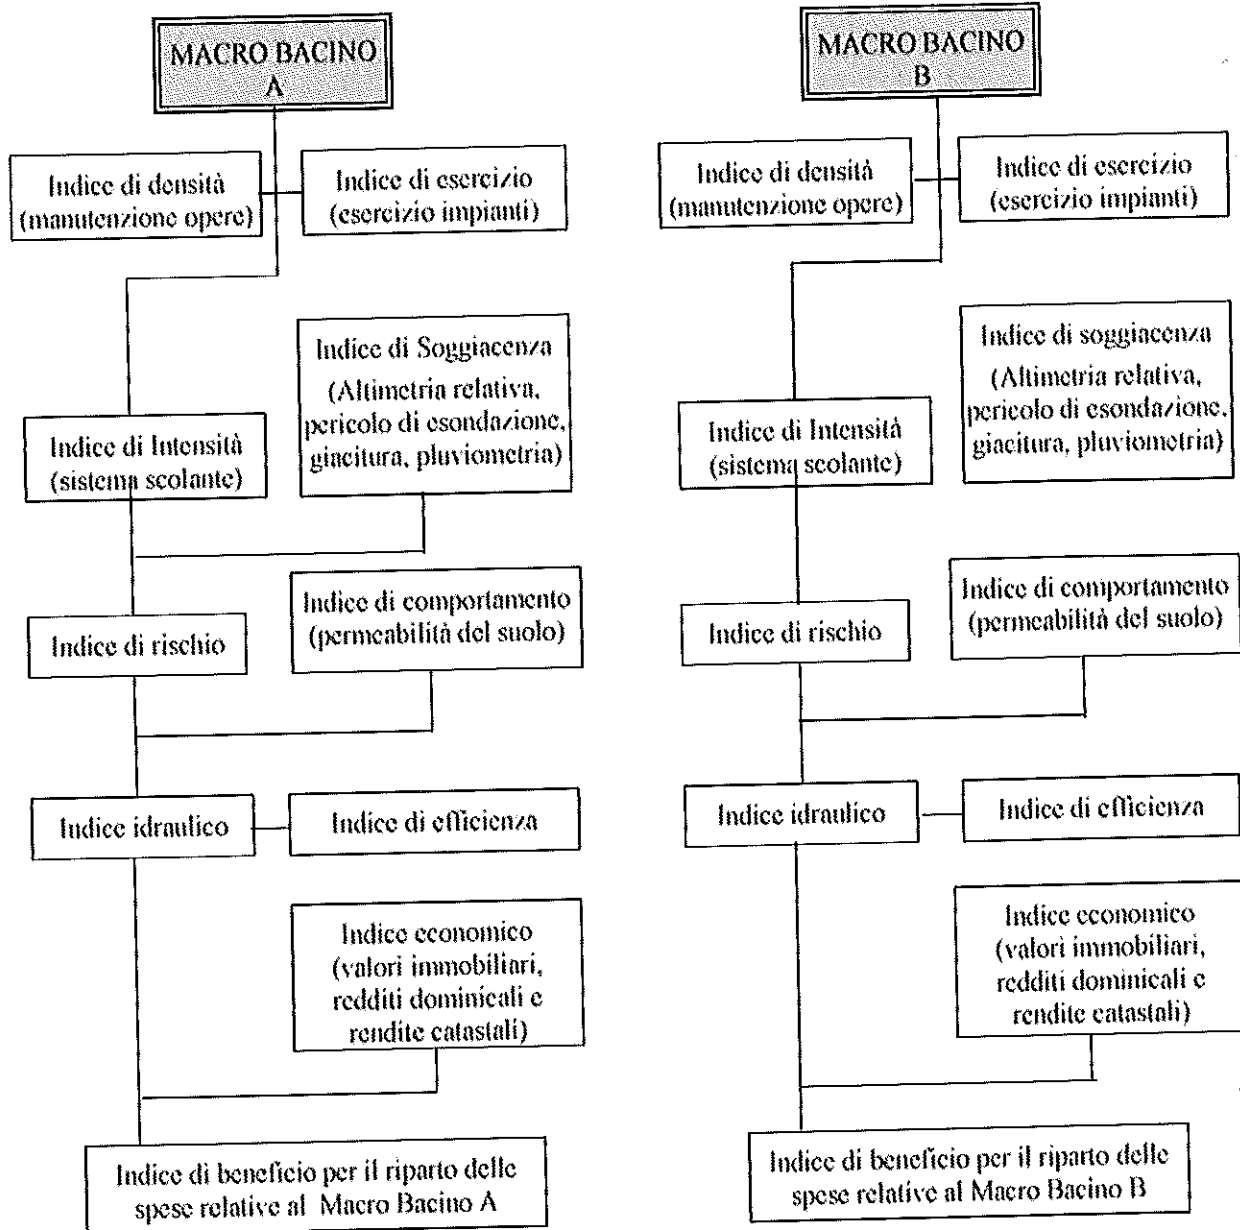 MACRO BACINO
A
Indice di densità
(manutenzione opere)
Indice di esercizio
(esercizio impianti)
Indice di Soggiacenza
(Altimetria relativa,
pericolo di esondazione,
giacitura, pluviometria)
Indice di Intensità
(sistema scolante)
Indice di comportamento
(permeabilità del suolo)
Indice di rischio
Indice idraulico
Indice di efficienza
Indice economico
(valori immobiliari,
redditi dominicali e
rendite catastali)
Indice di beneficio per il riparto delle
spese relative al Macro Bacino A
MACRO BACINO
B
Indice di densità
(manutenzione opere)
Indice di esercizio
(esercizio impianti)
Indice di soggiacenza
(Altimetria relativa,
pericolo di esondazione,
giacitura, pluviometria)
Indice di Intensità
(sistema scolante)
Indice di comportamento
(permeabilità del suolo)
Indice di rischio
Indice idraulico
Indice di efficienza
Indice economico
(valori immobiliari,
redditi dominicali e
rendite catastali)
Indice di beneficio per il riparto delle
spese relative al Macro Bacino B